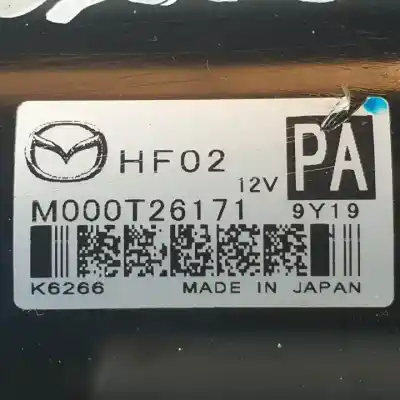 HF02
12V
PA
M000T26171
9Y19
K6266
MADE IN JAPAN